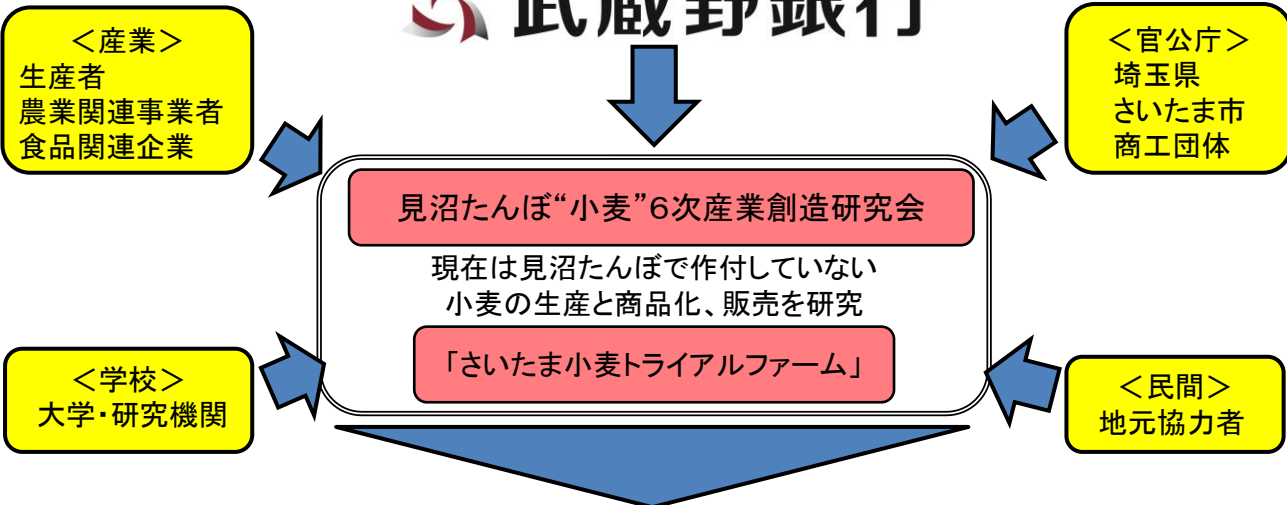 武蔵野銀行
＜産業＞
生産者
農業関連事業者
食品関連企業
＜官公庁＞
埼玉県
さいたま市
商工団体
見沼たんぼ“小麦”６次産業創造研究会
現在は見沼たんぼで作付していない
小麦の生産と商品化、販売を研究
「さいたま小麦トライアルファーム」
＜学校＞
大学・研究機関
＜民間＞
地元協力者